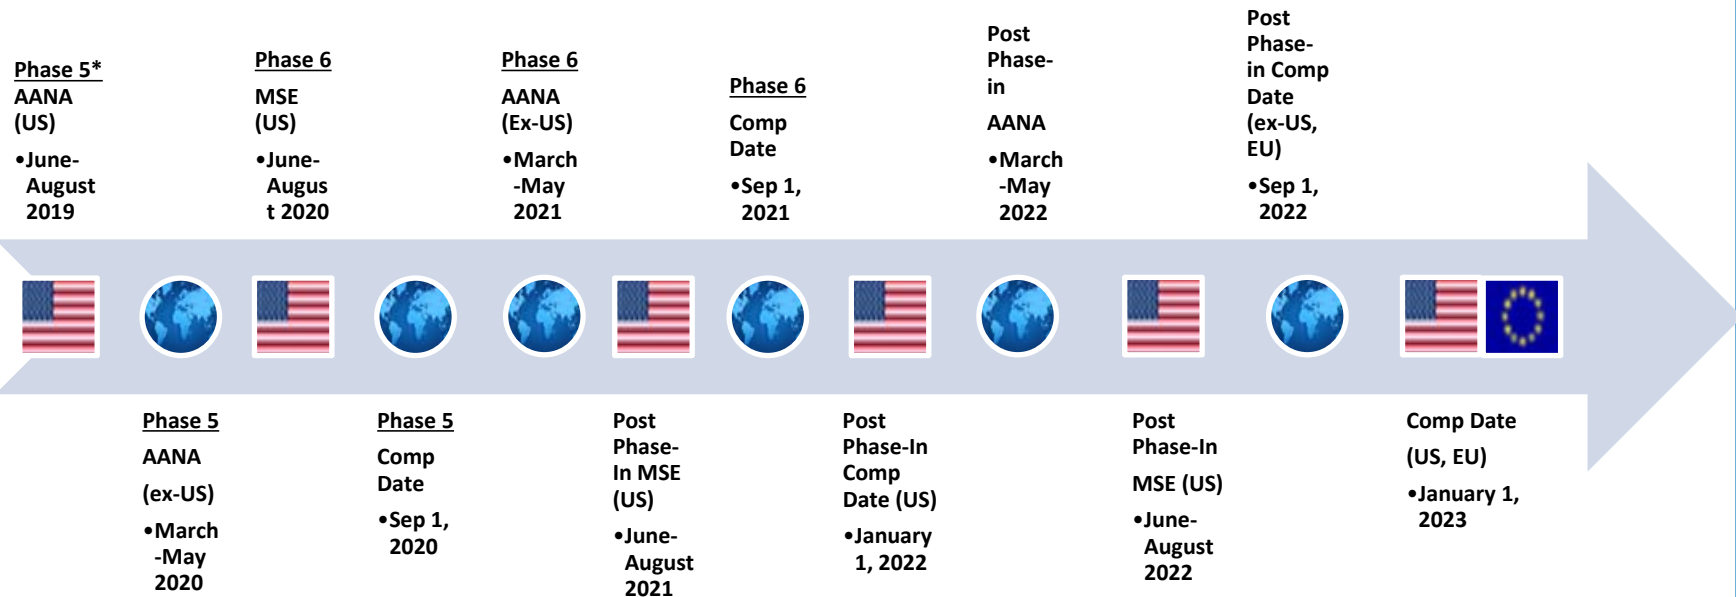 Phase 5*
AANA
(US)
•June-
August
2019
Phase 6
MSE
(US)
•June-
Augus
t 2020
Phase 6
AANA
(Ex-US)
•March
-May
2021
Phase 6
Comp
Date
•Sep 1,
2021
Post
Phase-
in
AANA
•March
-May
2022
Post
Phase-
in Comp
Date
(ex-US,
EU)
•Sep 1,
2022
Phase 5
AANA
(ex-US)
•March
-May
2020
Phase 5
Comp
Date
•Sep 1,
2020
Post
Phase-
In MSE
(US)
•June-
August
2021
Post
Phase-In
Comp
Date (US)
•January
1, 2022
Post
Phase-In
MSE (US)
•June-
August
2022
Comp Date
(US, EU)
•January 1,
2023